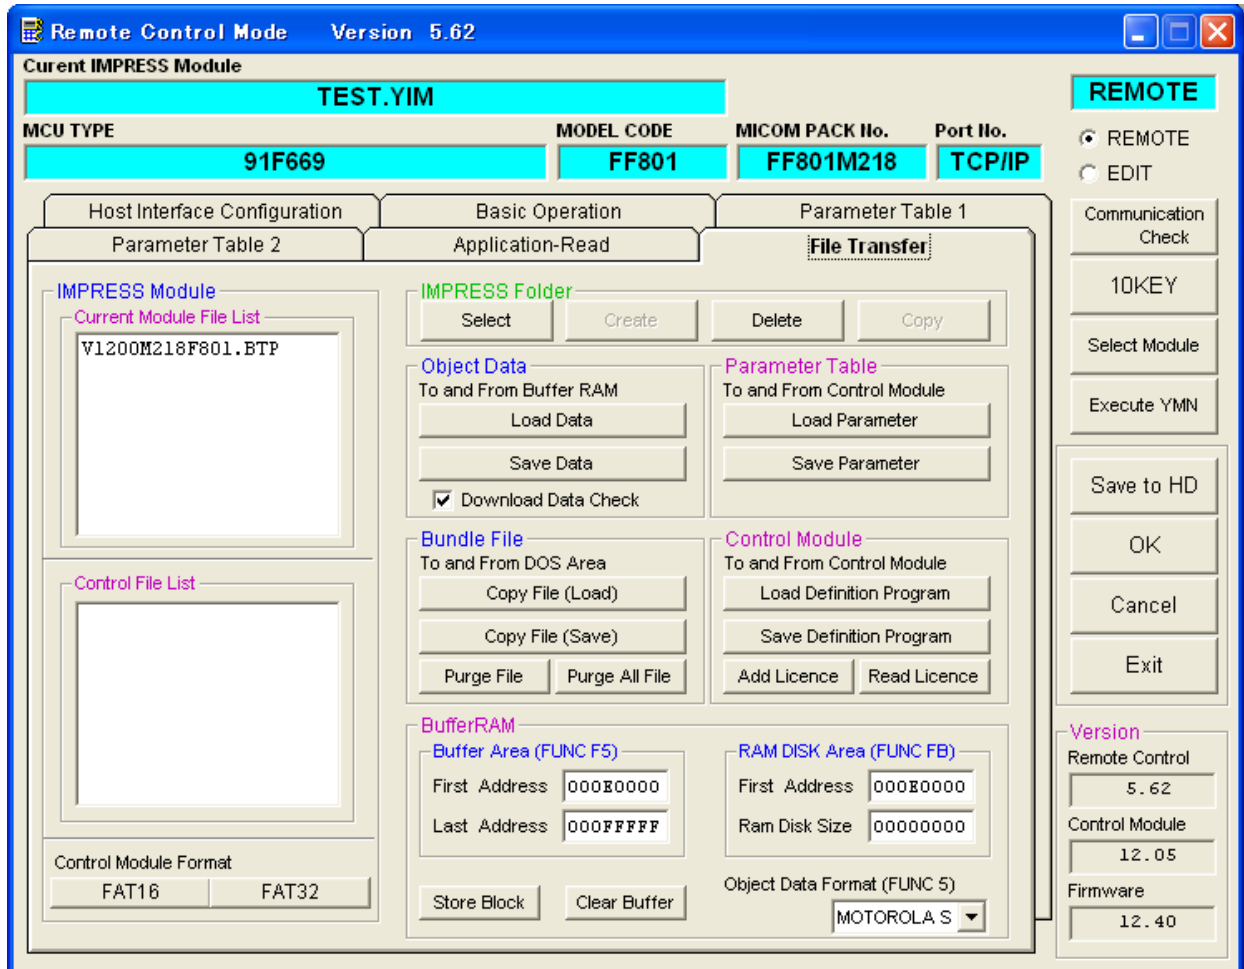 Remote Control Mode Version 5.62
Curent IMPRESS Module
TEST.YIM
REMOTE
MCU TYPE
MODEL CODE
MICOM PACK No.
Port No.
91F669
FF801
FF801M218
TCP/IP
REMOTE
EDIT
Host Interface Configuration
Basic Operation
Parameter Table 1
Parameter Table 2
Application-Read
File Transfer
Communication
Check
10KEY
Select Module
Execute YMN
Save to HD
OK
Cancel
Exit
IMPRESS Module
Current Module File List
V1200M218F801.BTP
Control File List
Control Module Format
FAT16
FAT32
IMPRESS Folder
Select
Create
Delete
Copy
Object Data
To and From Buffer RAM
Load Data
Save Data
Download Data Check
Parameter Table
To and From Control Module
Load Parameter
Save Parameter
Bundle File
To and From DOS Area
Copy File (Load)
Copy File (Save)
Purge File
Purge All File
Control Module
To and From Control Module
Load Definition Program
Save Definition Program
Add Licence
Read Licence
BufferRAM
Buffer Area (FUNC F5)
First Address
000E0000
Last Address
000FFFFF
RAM DISK Area (FUNC FB)
First Address
000E0000
Ram Disk Size
00000000
Store Block
Clear Buffer
Object Data Format (FUNC 5)
MOTOROLA S
Version
Remote Control
5.62
Control Module
12.05
Firmware
12.40